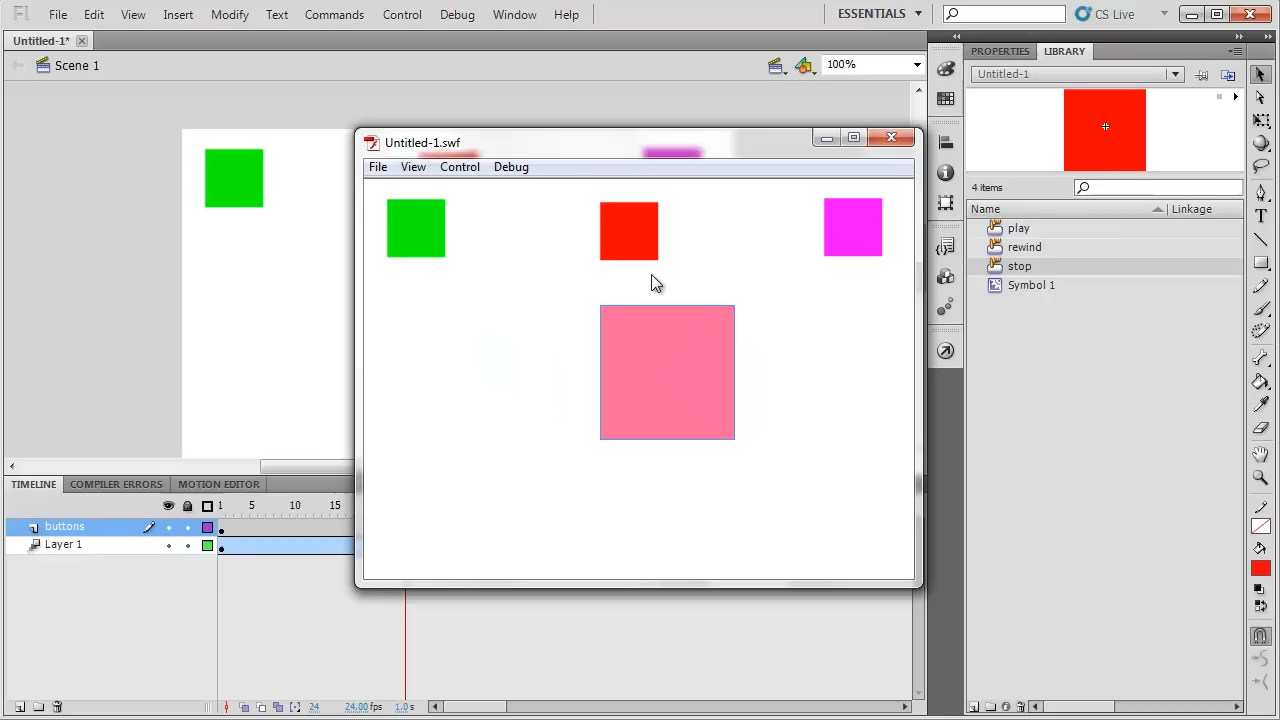 Fl File Edit View Insert Modify Text Commands Control Debug Window Help ESSENTIALS CS Live
Untitled-1*
Scene 1 100%
PROPERTIES LIBRARY
Untitled-1
4 items
Name Linkage
play
rewind
stop
Symbol 1
Untitled-1.swf
File View Control Debug
TIMELINE COMPILER ERRORS MOTION EDITOR
1 5 10 15
buttons
Layer 1
24 24.00 fps 1.0 s